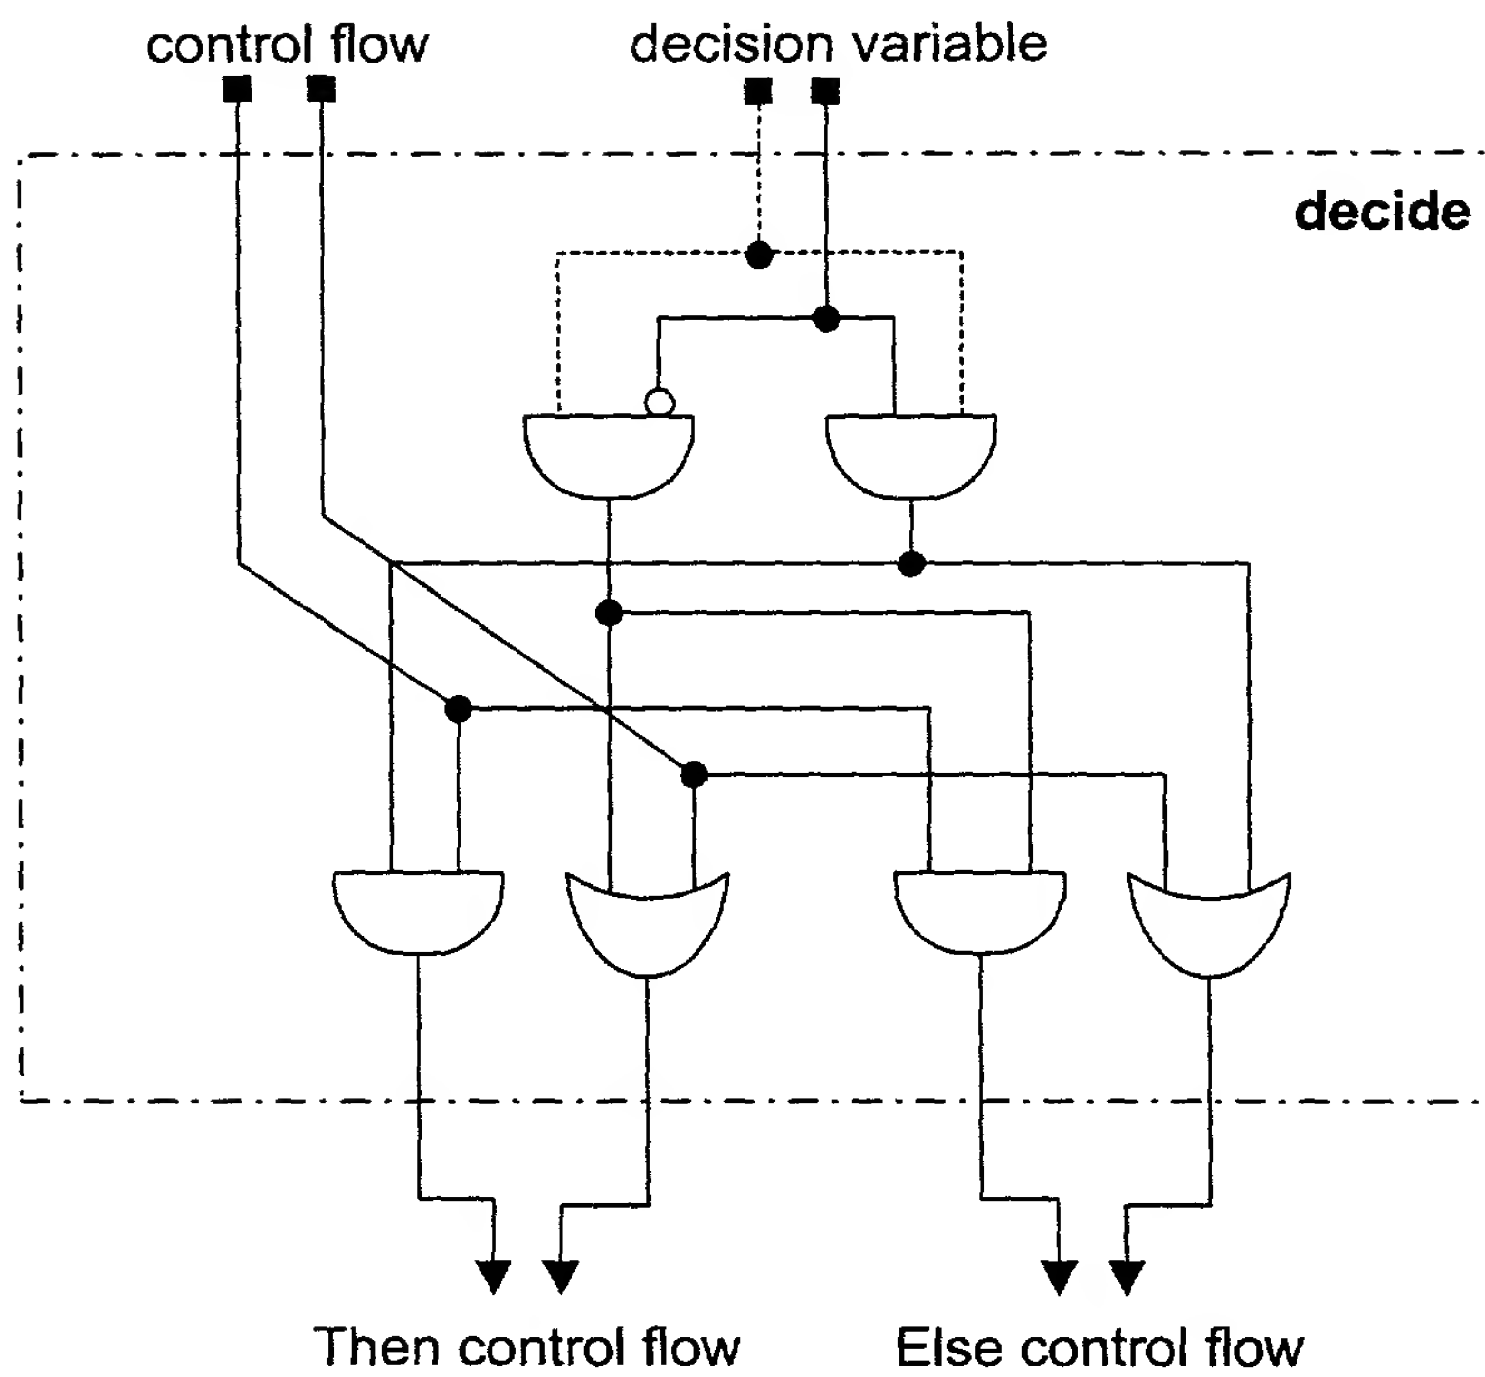 control flow
decision variable
decide
Then control flow
Else control flow